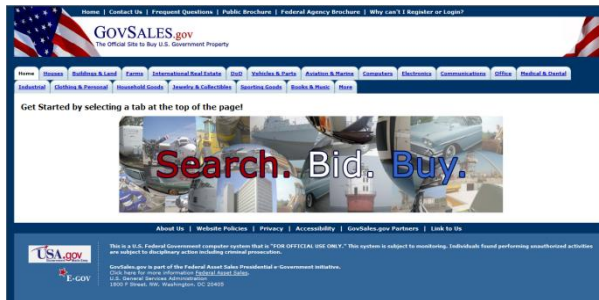 Home | Contact Us | Frequent Questions | Public Brochure | Federal Agency Brochure | Why can't I Register or Login?
GOVSALES.gov
The Official Site to Buy U.S. Government Property
Home Houses Buildings & Land Farms International Real Estate DoD Vehicles & Parts Aviation & Marine Computers Electronics Communications Office Medical & Dental
Industrial Clothing & Personal Household Goods Jewelry & Collectibles Sporting Goods Books & Music More
Get Started by selecting a tab at the top of the page!
Search. Bid. Buy.
About Us | Website Policies | Privacy | Accessibility | GovSales.gov Partners | Link to Us
USA.gov
E-GOV
This is a U.S. Federal Government computer system that is "FOR OFFICIAL USE ONLY." This system is subject to monitoring. Individuals found performing unauthorized activities
are subject to disciplinary action including criminal prosecution.
GovSales.gov is part of the Federal Asset Sales Presidential e-Government initiative.
Click here for more information Federal Asset Sales.
U.S. General Services Administration
1800 F Street, NW, Washington, DC 20405